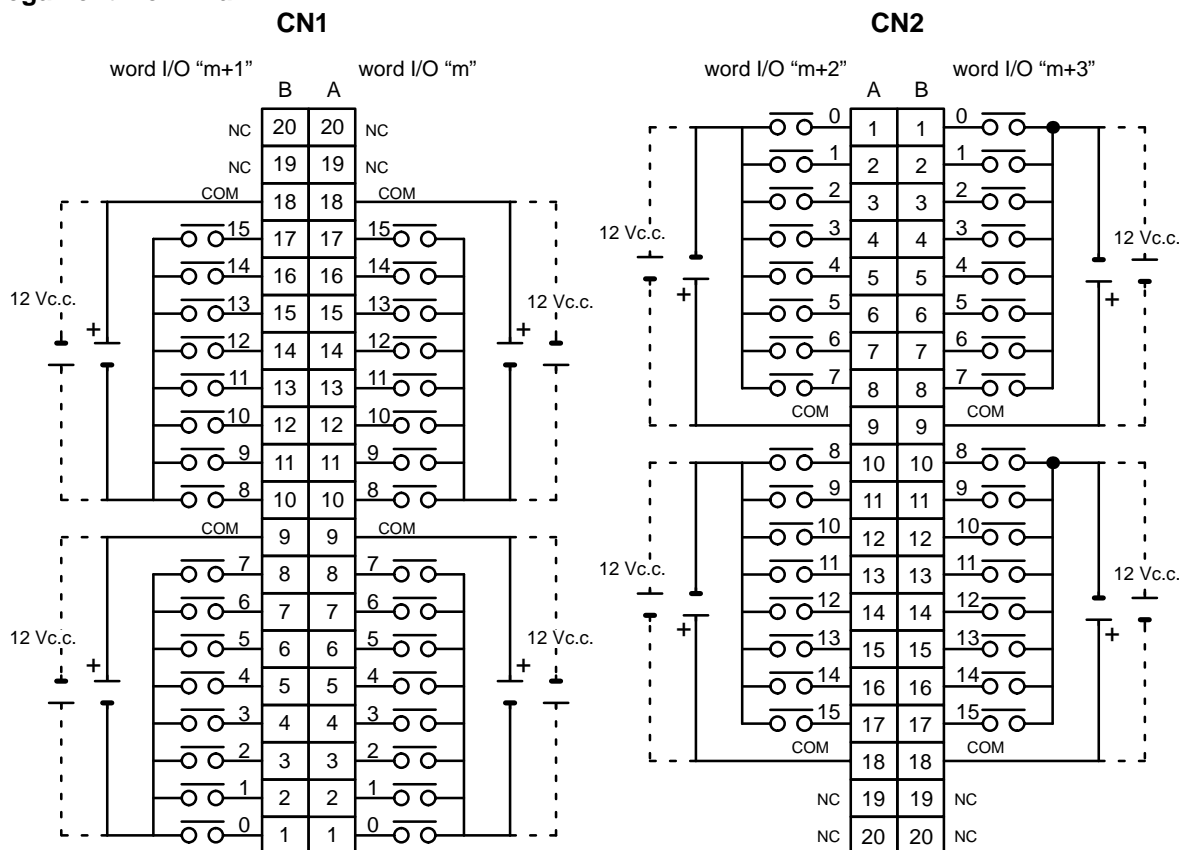 CN1
word I/O “m+1”
word I/O “m”
B A
NC 20 20 NC
NC 19 19 NC
COM 18 18 COM
15 17 17 15
14 16 16 14
12 Vc.c. 13 15 15 13 12 Vc.c.
+ 12 14 14 12 +
11 13 13 11
10 12 12 10
9 11 11 9
8 10 10 8
COM 9 9 COM
7 8 8 7
6 7 7 6
12 Vc.c. 5 6 6 5 12 Vc.c.
+ 4 5 5 4 +
3 4 4 3
2 3 3 2
1 2 2 1
0 1 1 0
CN2
word I/O “m+2”
word I/O “m+3”
A B
0 1 1 0
1 2 2 1
2 3 3 2
12 Vc.c. 3 4 4 3 12 Vc.c.
4 5 5 4
+ 5 6 6 5 +
6 7 7 6
7 8 8 7
COM 9 9 COM
8 10 10 8
9 11 11 9
10 12 12 10
12 Vc.c. 11 13 13 11 12 Vc.c.
12 14 14 12
+ 13 15 15 13 +
14 16 16 14
15 17 17 15
COM 18 18 COM
NC 19 19 NC
NC 20 20 NC